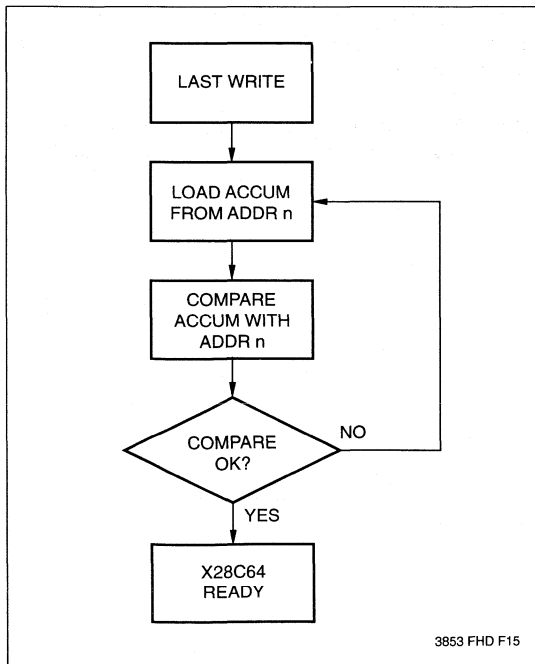 LAST WRITE
LOAD ACCUM
FROM ADDR n
COMPARE
ACCUM WITH
ADDR n
COMPARE
OK?
NO
YES
X28C64
READY
3853 FHD F15